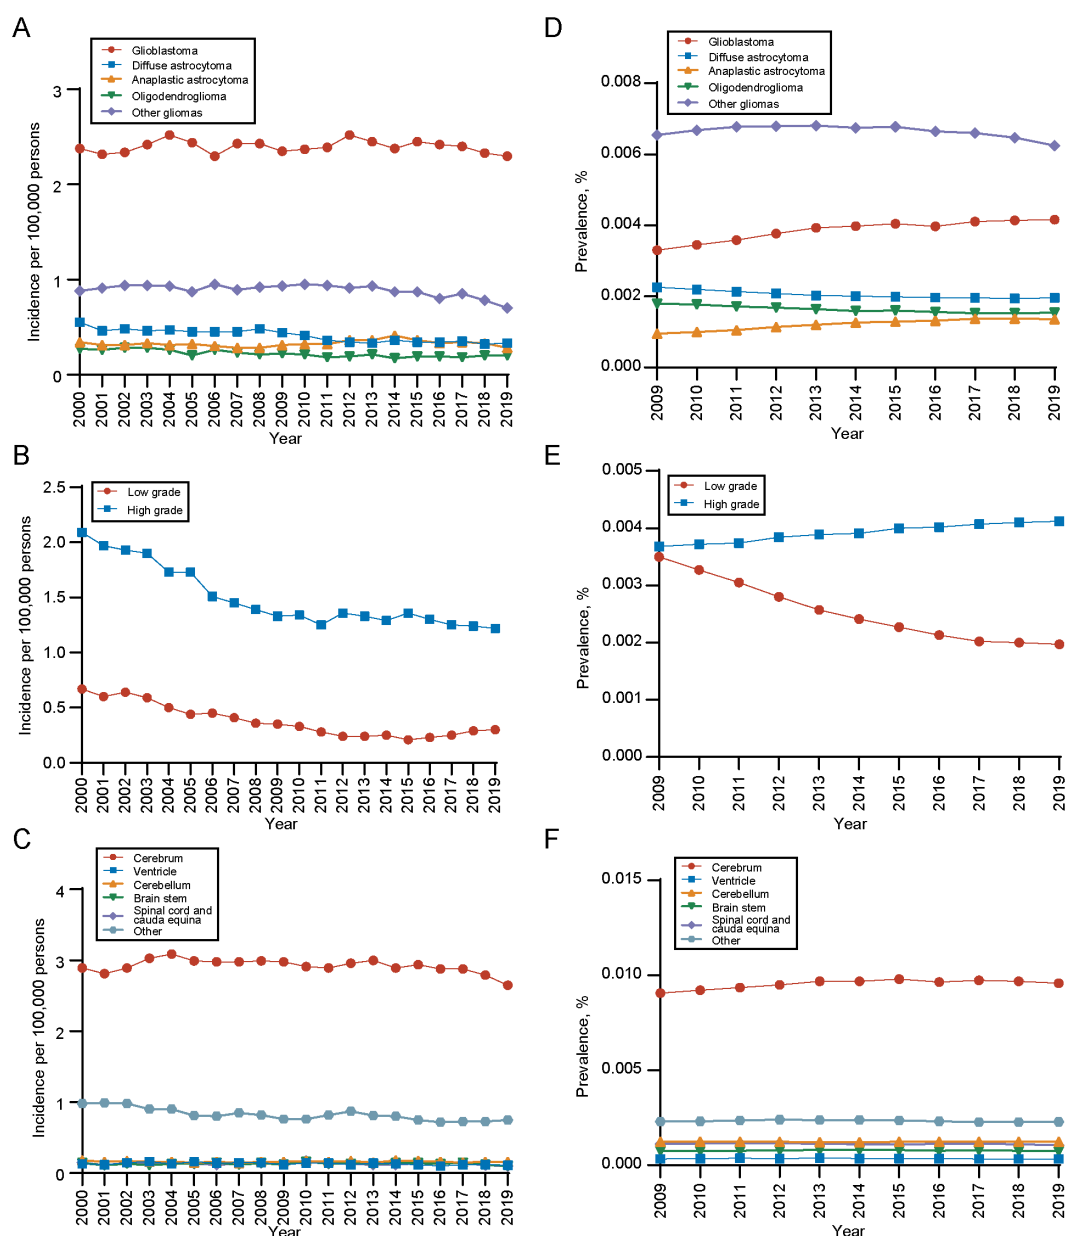 A
Glioblastoma
Diffuse astrocytoma
Anaplastic astrocytoma
Oligodendroglioma
Other gliomas
Incidence per 100,000 persons
3
2
1
0
2000 2001 2002 2003 2004 2005 2006 2007 2008 2009 2010 2011 2012 2013 2014 2015 2016 2017 2018 2019
Year
D
Glioblastoma
Diffuse astrocytoma
Anaplastic astrocytoma
Oligodendroglioma
Other gliomas
Prevalence, %
0.008
0.006
0.004
0.002
0.000
2009 2010 2011 2012 2013 2014 2015 2016 2017 2018 2019
Year
B
Low grade
High grade
Incidence per 100,000 persons
2.5
2.0
1.5
1.0
0.5
0.0
2000 2001 2002 2003 2004 2005 2006 2007 2008 2009 2010 2011 2012 2013 2014 2015 2016 2017 2018 2019
Year
E
Low grade
High grade
Prevalence, %
0.005
0.004
0.003
0.002
0.001
0.000
2009 2010 2011 2012 2013 2014 2015 2016 2017 2018 2019
Year
C
Cerebrum
Ventricle
Cerebellum
Brain stem
Spinal cord and
cauda equina
Other
Incidence per 100,000 persons
4
3
2
1
0
2000 2001 2002 2003 2004 2005 2006 2007 2008 2009 2010 2011 2012 2013 2014 2015 2016 2017 2018 2019
Year
F
Cerebrum
Ventricle
Cerebellum
Brain stem
Spinal cord and
cauda equina
Other
Prevalence, %
0.015
0.010
0.005
0.000
2009 2010 2011 2012 2013 2014 2015 2016 2017 2018 2019
Year